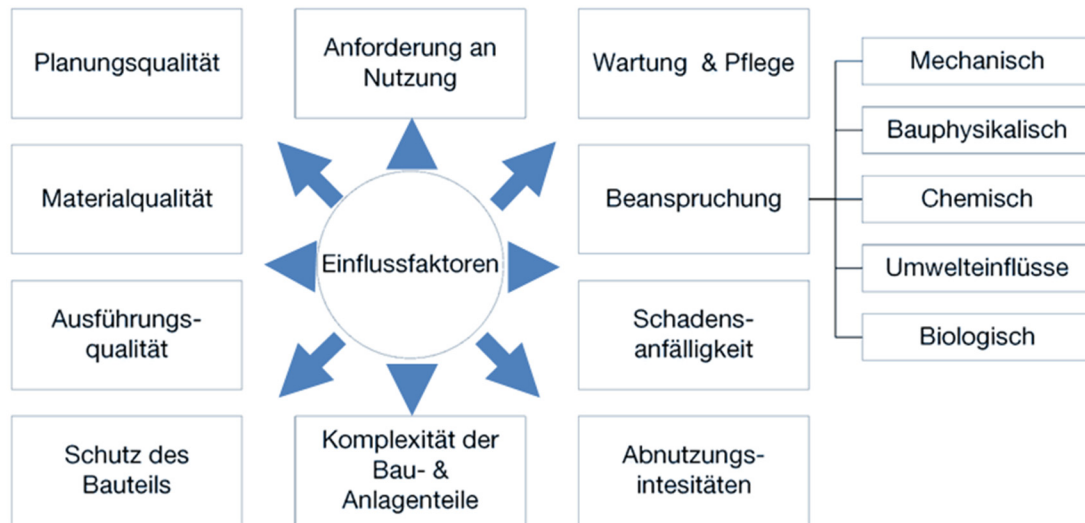 Planungsqualität
Anforderung an
Nutzung
Wartung & Pflege
Mechanisch
Bauphysikalisch
Materialqualität
Beanspruchung
Chemisch
Einflussfaktoren
Umwelteinflüsse
Ausführungs-
qualität
Schadens-
anfälligkeit
Biologisch
Schutz des
Bauteils
Komplexität der
Bau- &
Anlagenteile
Abnutzungs-
intesitäten